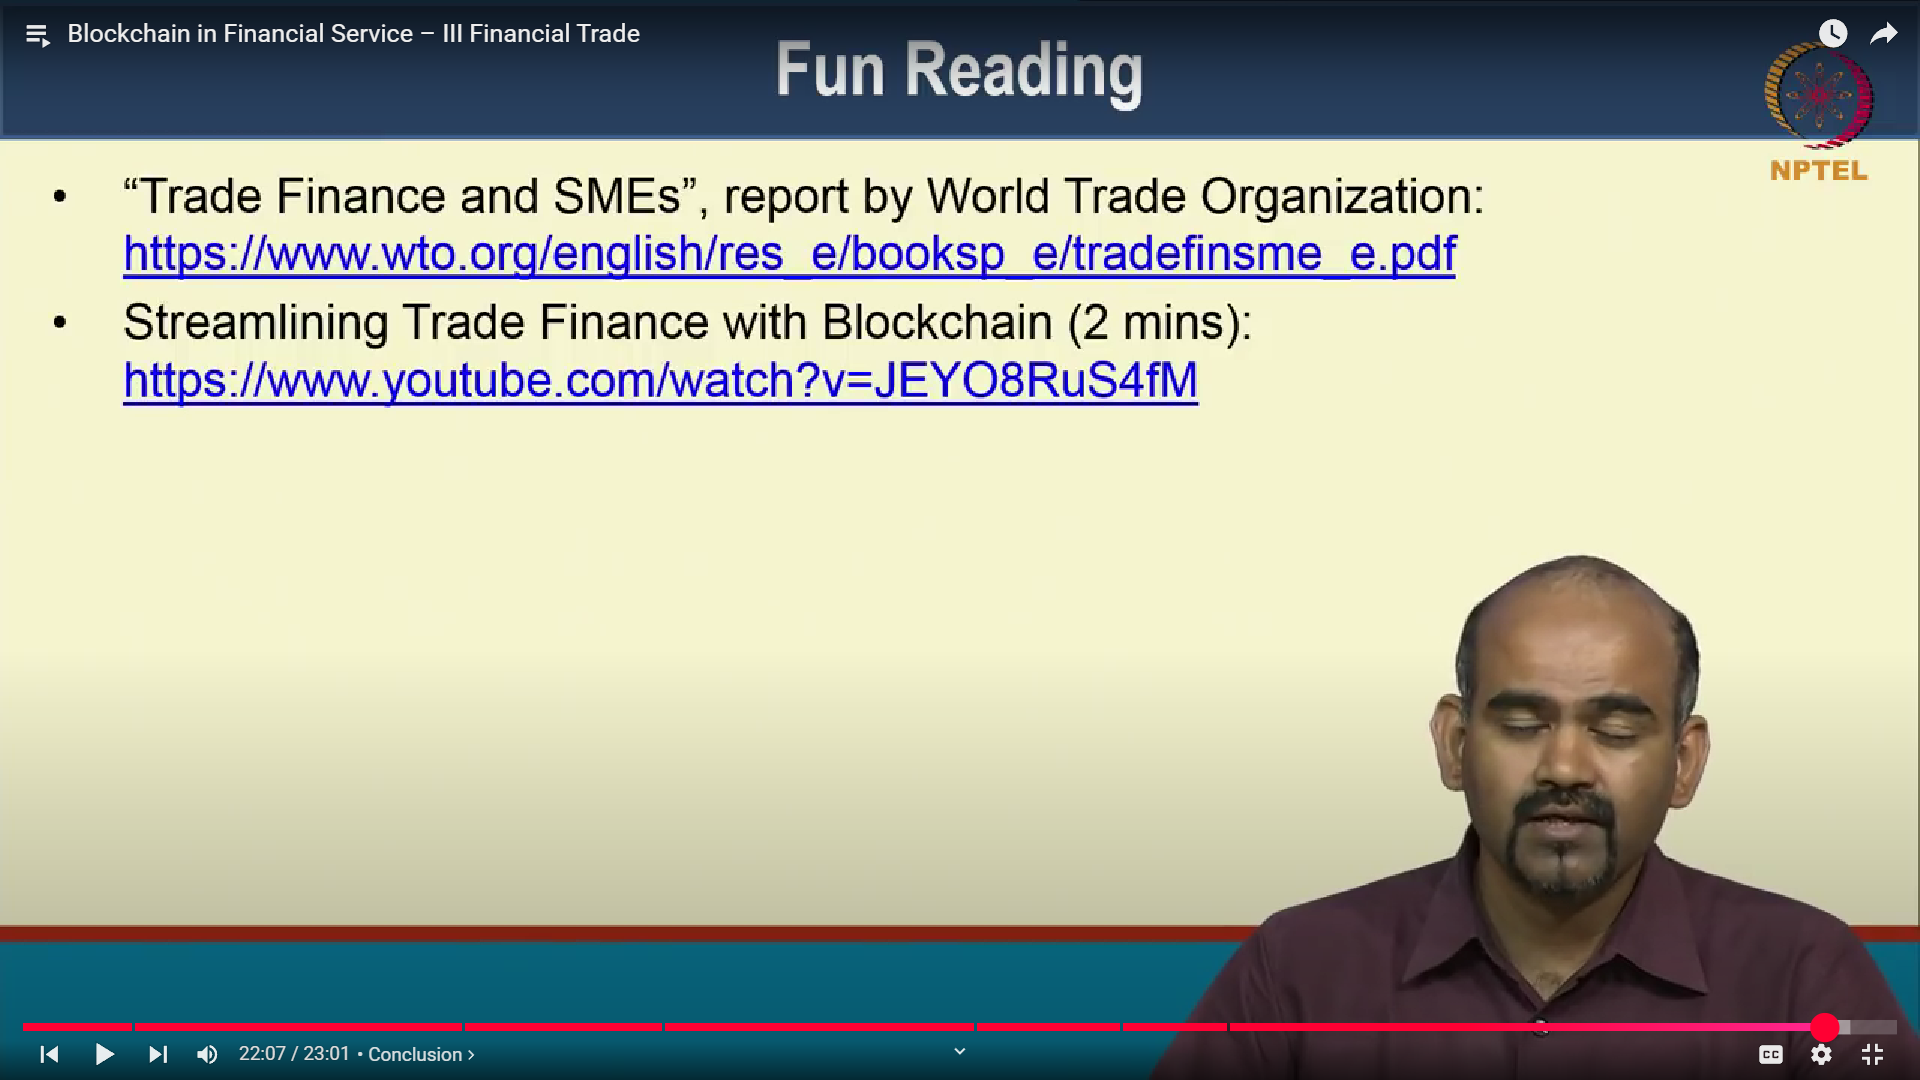 Blockchain in Financial Service – III Financial Trade
Fun Reading
NPTEL
• “Trade Finance and SMEs”, report by World Trade Organization:
https://www.wto.org/english/res_e/booksp_e/tradefinsme_e.pdf
• Streamlining Trade Finance with Blockchain (2 mins):
https://www.youtube.com/watch?v=JEYO8RuS4fM
22:07 / 23:01 • Conclusion ›
CC